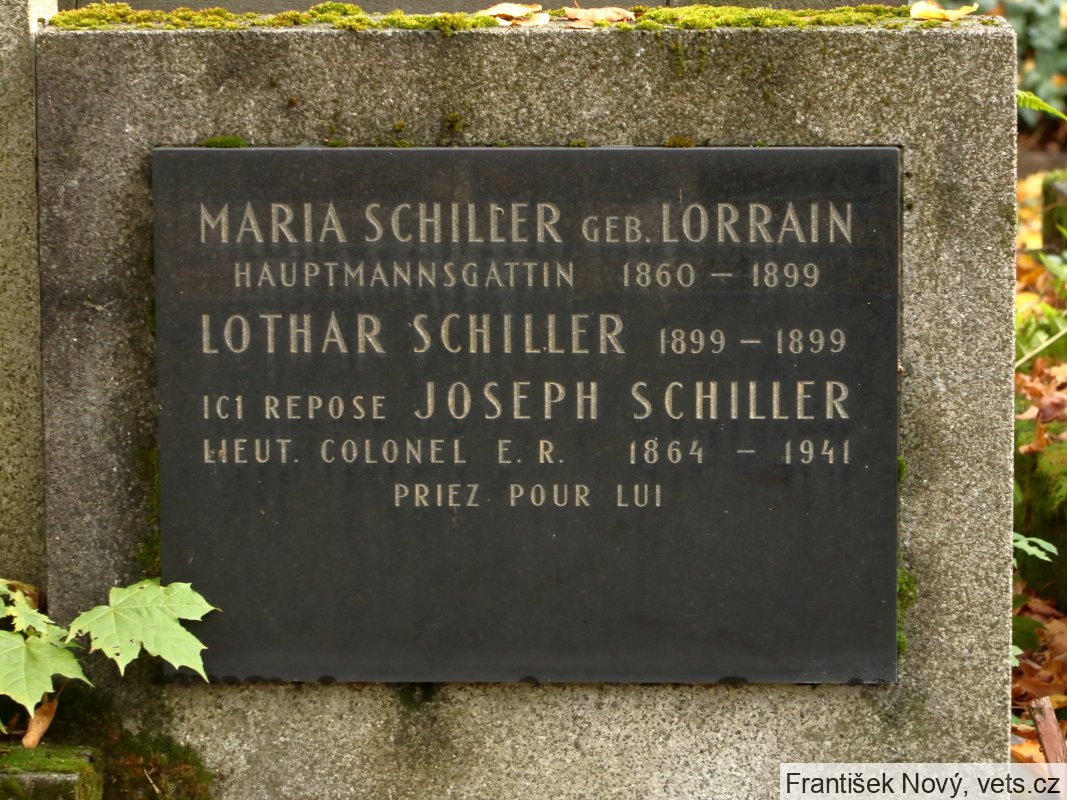 MARIA SCHILLER GEB. LORRAIN
HAUPTMANNSGATTIN 1860 – 1899
LOTHAR SCHILLER 1899 – 1899
ICI REPOSE JOSEPH SCHILLER
LIEUT. COLONEL E. R. 1864 – 1941
PRIEZ POUR LUI
František Nový, vets.cz